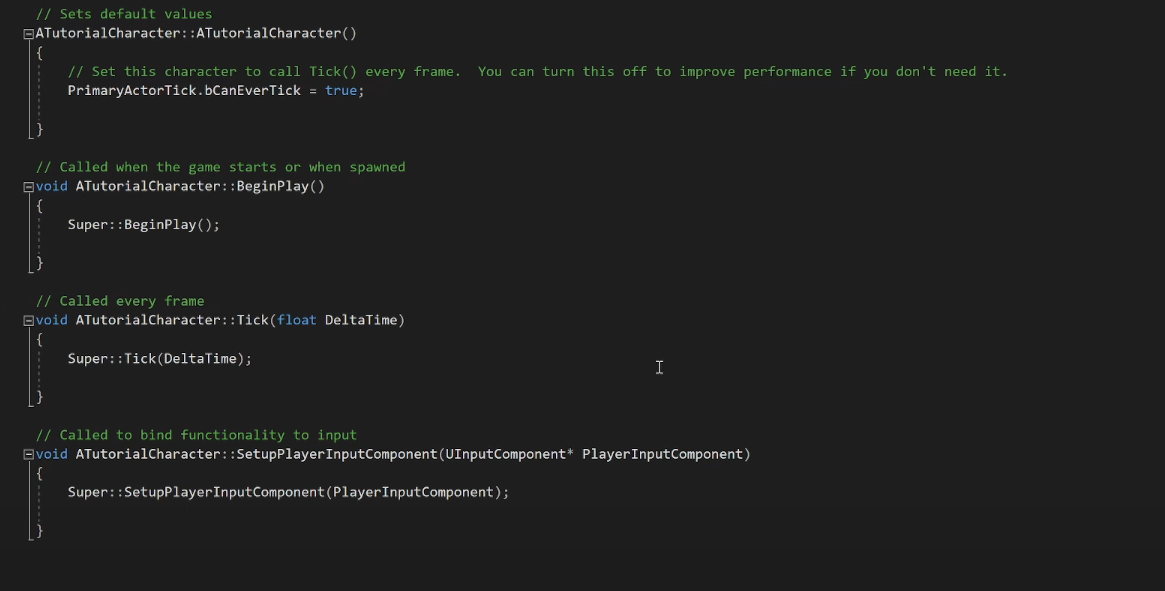 // Sets default values
ATutorialCharacter::ATutorialCharacter()
{
    // Set this character to call Tick() every frame.  You can turn this off to improve performance if you don't need it.
    PrimaryActorTick.bCanEverTick = true;
}
// Called when the game starts or when spawned
void ATutorialCharacter::BeginPlay()
{
    Super::BeginPlay();
}
// Called every frame
void ATutorialCharacter::Tick(float DeltaTime)
{
    Super::Tick(DeltaTime);
}
// Called to bind functionality to input
void ATutorialCharacter::SetupPlayerInputComponent(UInputComponent* PlayerInputComponent)
{
    Super::SetupPlayerInputComponent(PlayerInputComponent);
}